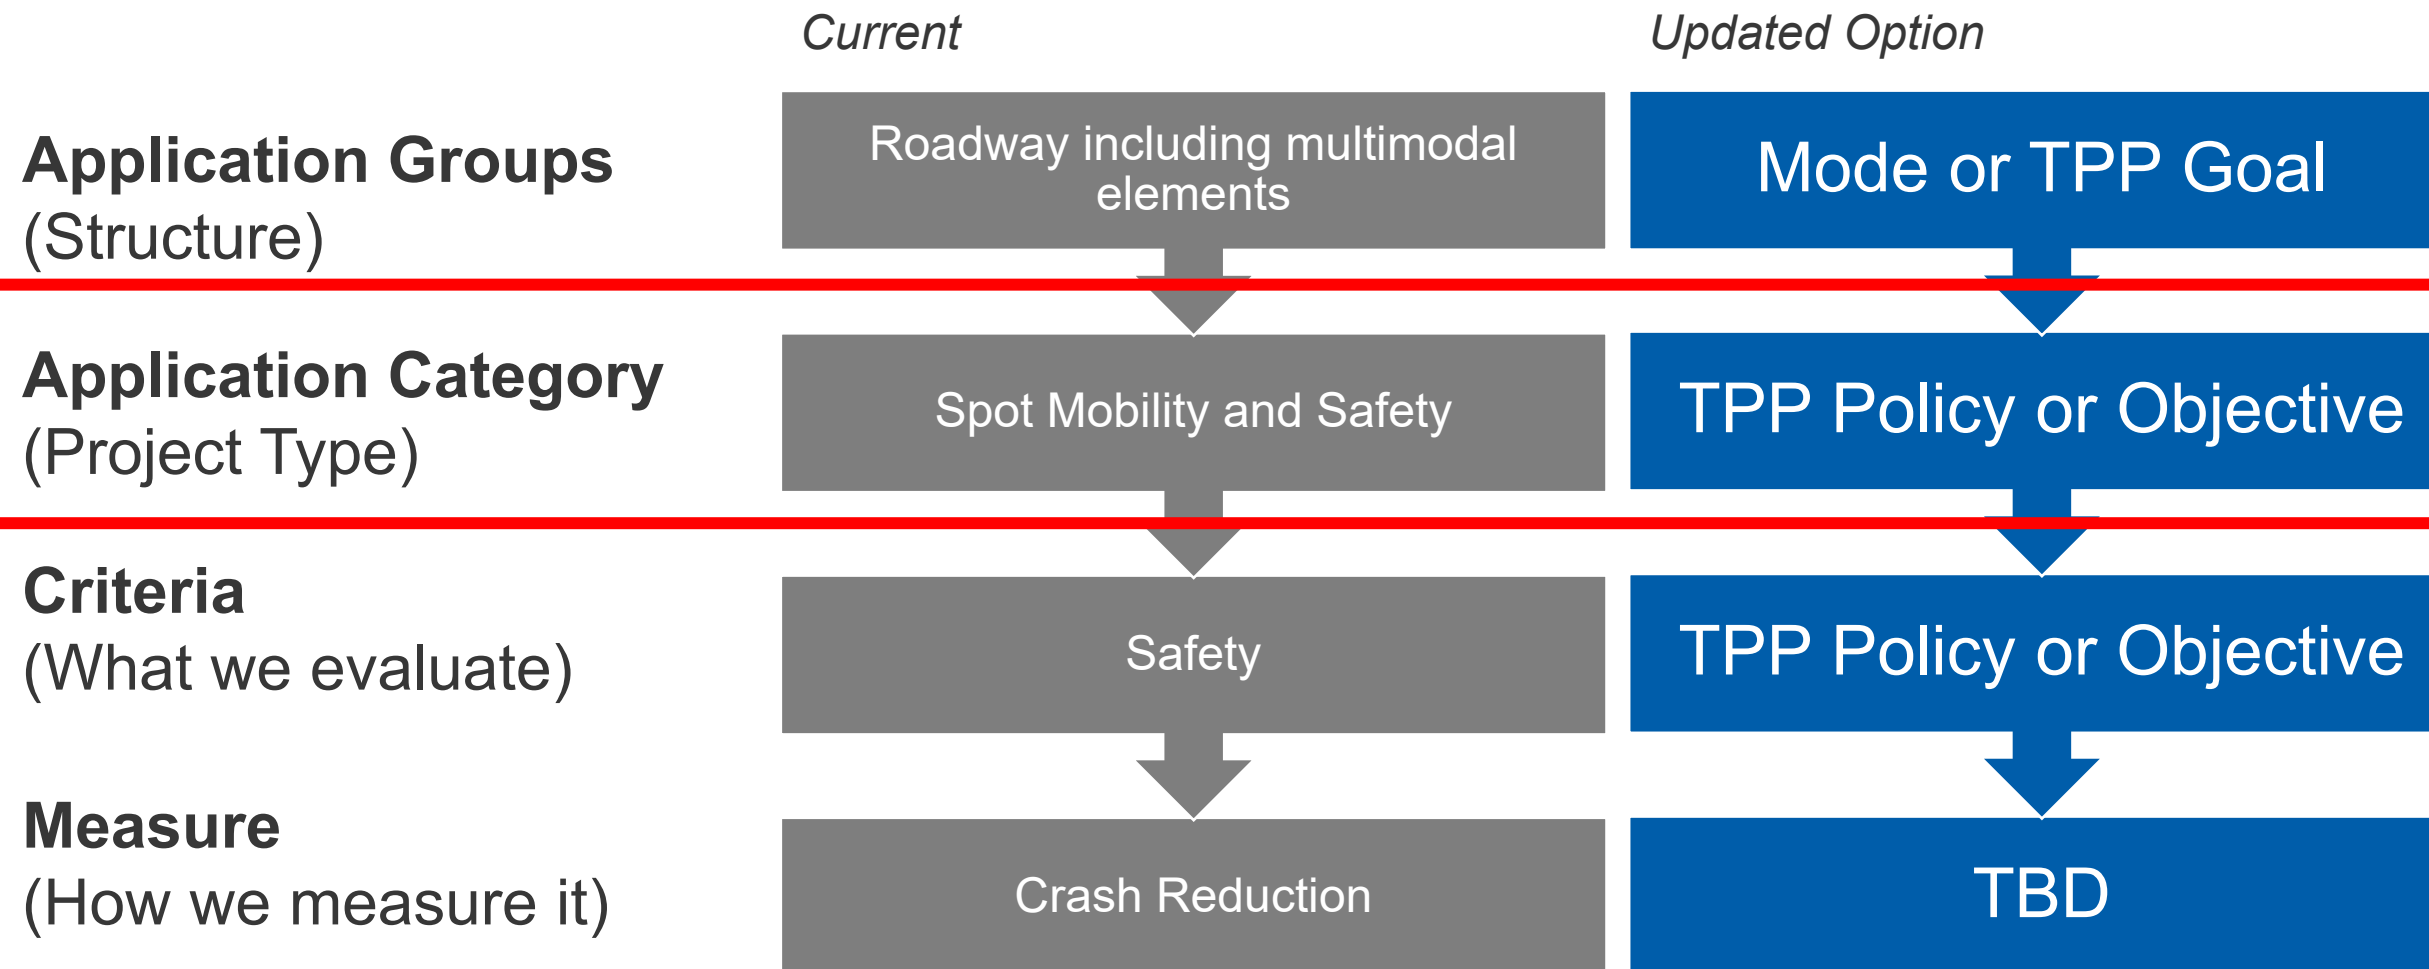 Current
Updated Option
Application Groups
(Structure)
Roadway including multimodal
elements
Mode or TPP Goal
Application Category
(Project Type)
Spot Mobility and Safety
TPP Policy or Objective
Criteria
(What we evaluate)
Safety
TPP Policy or Objective
Measure
(How we measure it)
Crash Reduction
TBD